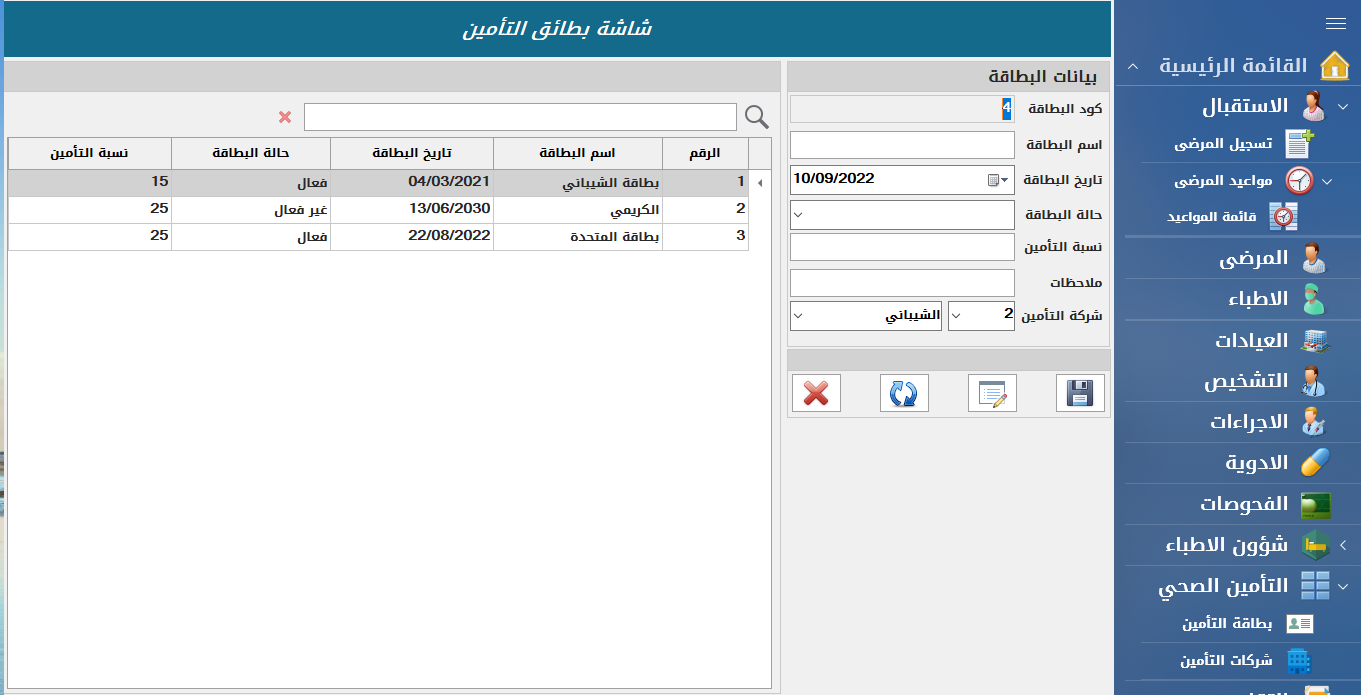 شاشة بطائق التأمين
القائمة الرئيسية
الاستقبال
تسجيل المرضى
مواعيد المرضى
قائمة المواعيد
المرضى
الاطباء
العيادات
التشخيص
الاجراءات
الادوية
الفحوصات
شؤون الاطباء
التأمين الصحي
بطاقة التأمين
شركات التأمين
بيانات البطاقة
كود البطاقة 4
اسم البطاقة
تاريخ البطاقة 10/09/2022
حالة البطاقة
نسبة التأمين
ملاحظات
شركة التأمين 2 الشيباني
الرقم اسم البطاقة تاريخ البطاقة حالة البطاقة نسبة التأمين
1 بطاقة الشيباني 04/03/2021 فعال 15
2 الكريمي 13/06/2030 غير فعال 25
3 بطاقة المتحدة 22/08/2022 فعال 25